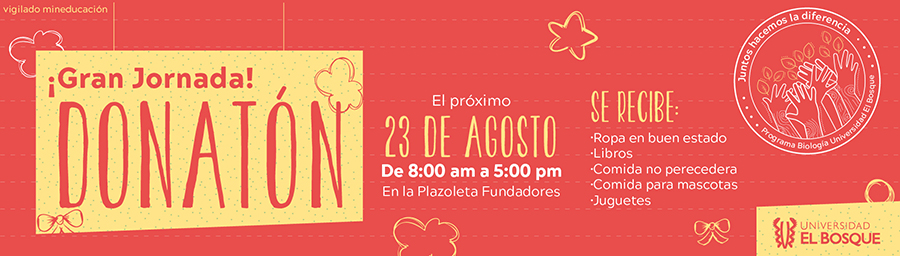 vigilado mineducación
¡Gran Jornada!
DONATÓN
El próximo
23 DE AGOSTO
De 8:00 am a 5:00 pm
En la Plazoleta Fundadores
SE RECIBE:
·Ropa en buen estado
·Libros
·Comida no perecedera
·Comida para mascotas
·Juguetes
Juntos hacemos la diferencia
Programa Biología Universidad El Bosque
UNIVERSIDAD
EL BOSQUE